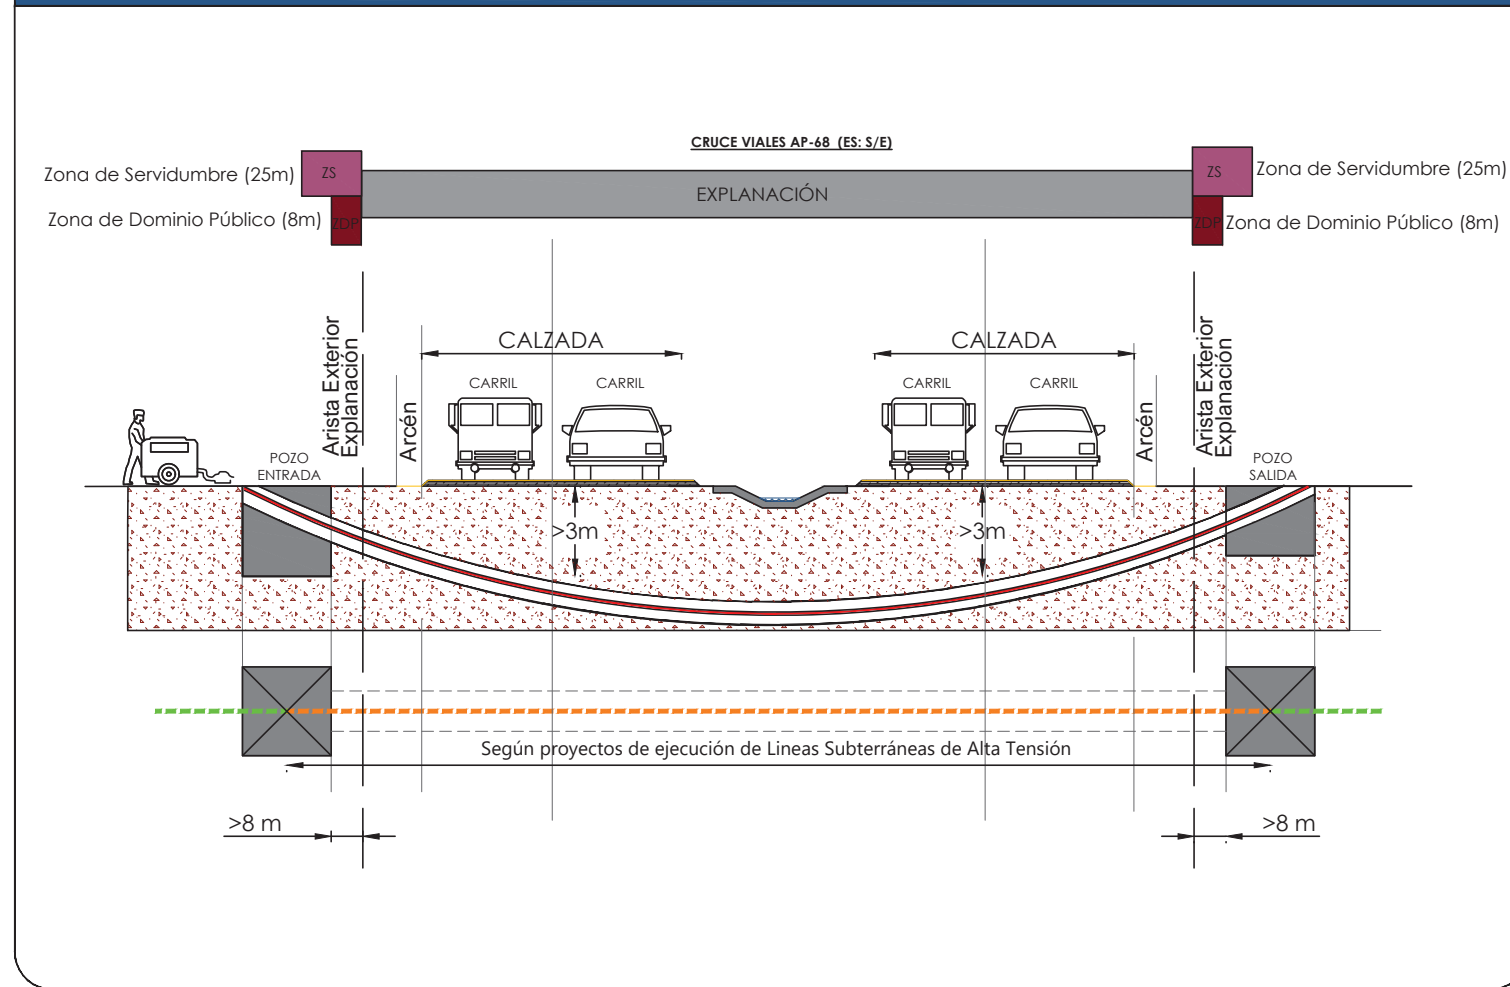 CRUCE VIALES AP-68 (ES: S/E)
Zona de Servidumbre (25m)
ZS
EXPLANACIÓN
ZS
Zona de Servidumbre (25m)
Zona de Dominio Público (8m)
ZDP
ZDP
Zona de Dominio Público (8m)
Arista Exterior
Explanación
CALZADA
CALZADA
Arista Exterior
Explanación
Arcén
CARRIL
CARRIL
CARRIL
CARRIL
Arcén
POZO
ENTRADA
POZO
SALIDA
>3m
>3m
Según proyectos de ejecución de Lineas Subterráneas de Alta Tensión
>8 m
>8 m